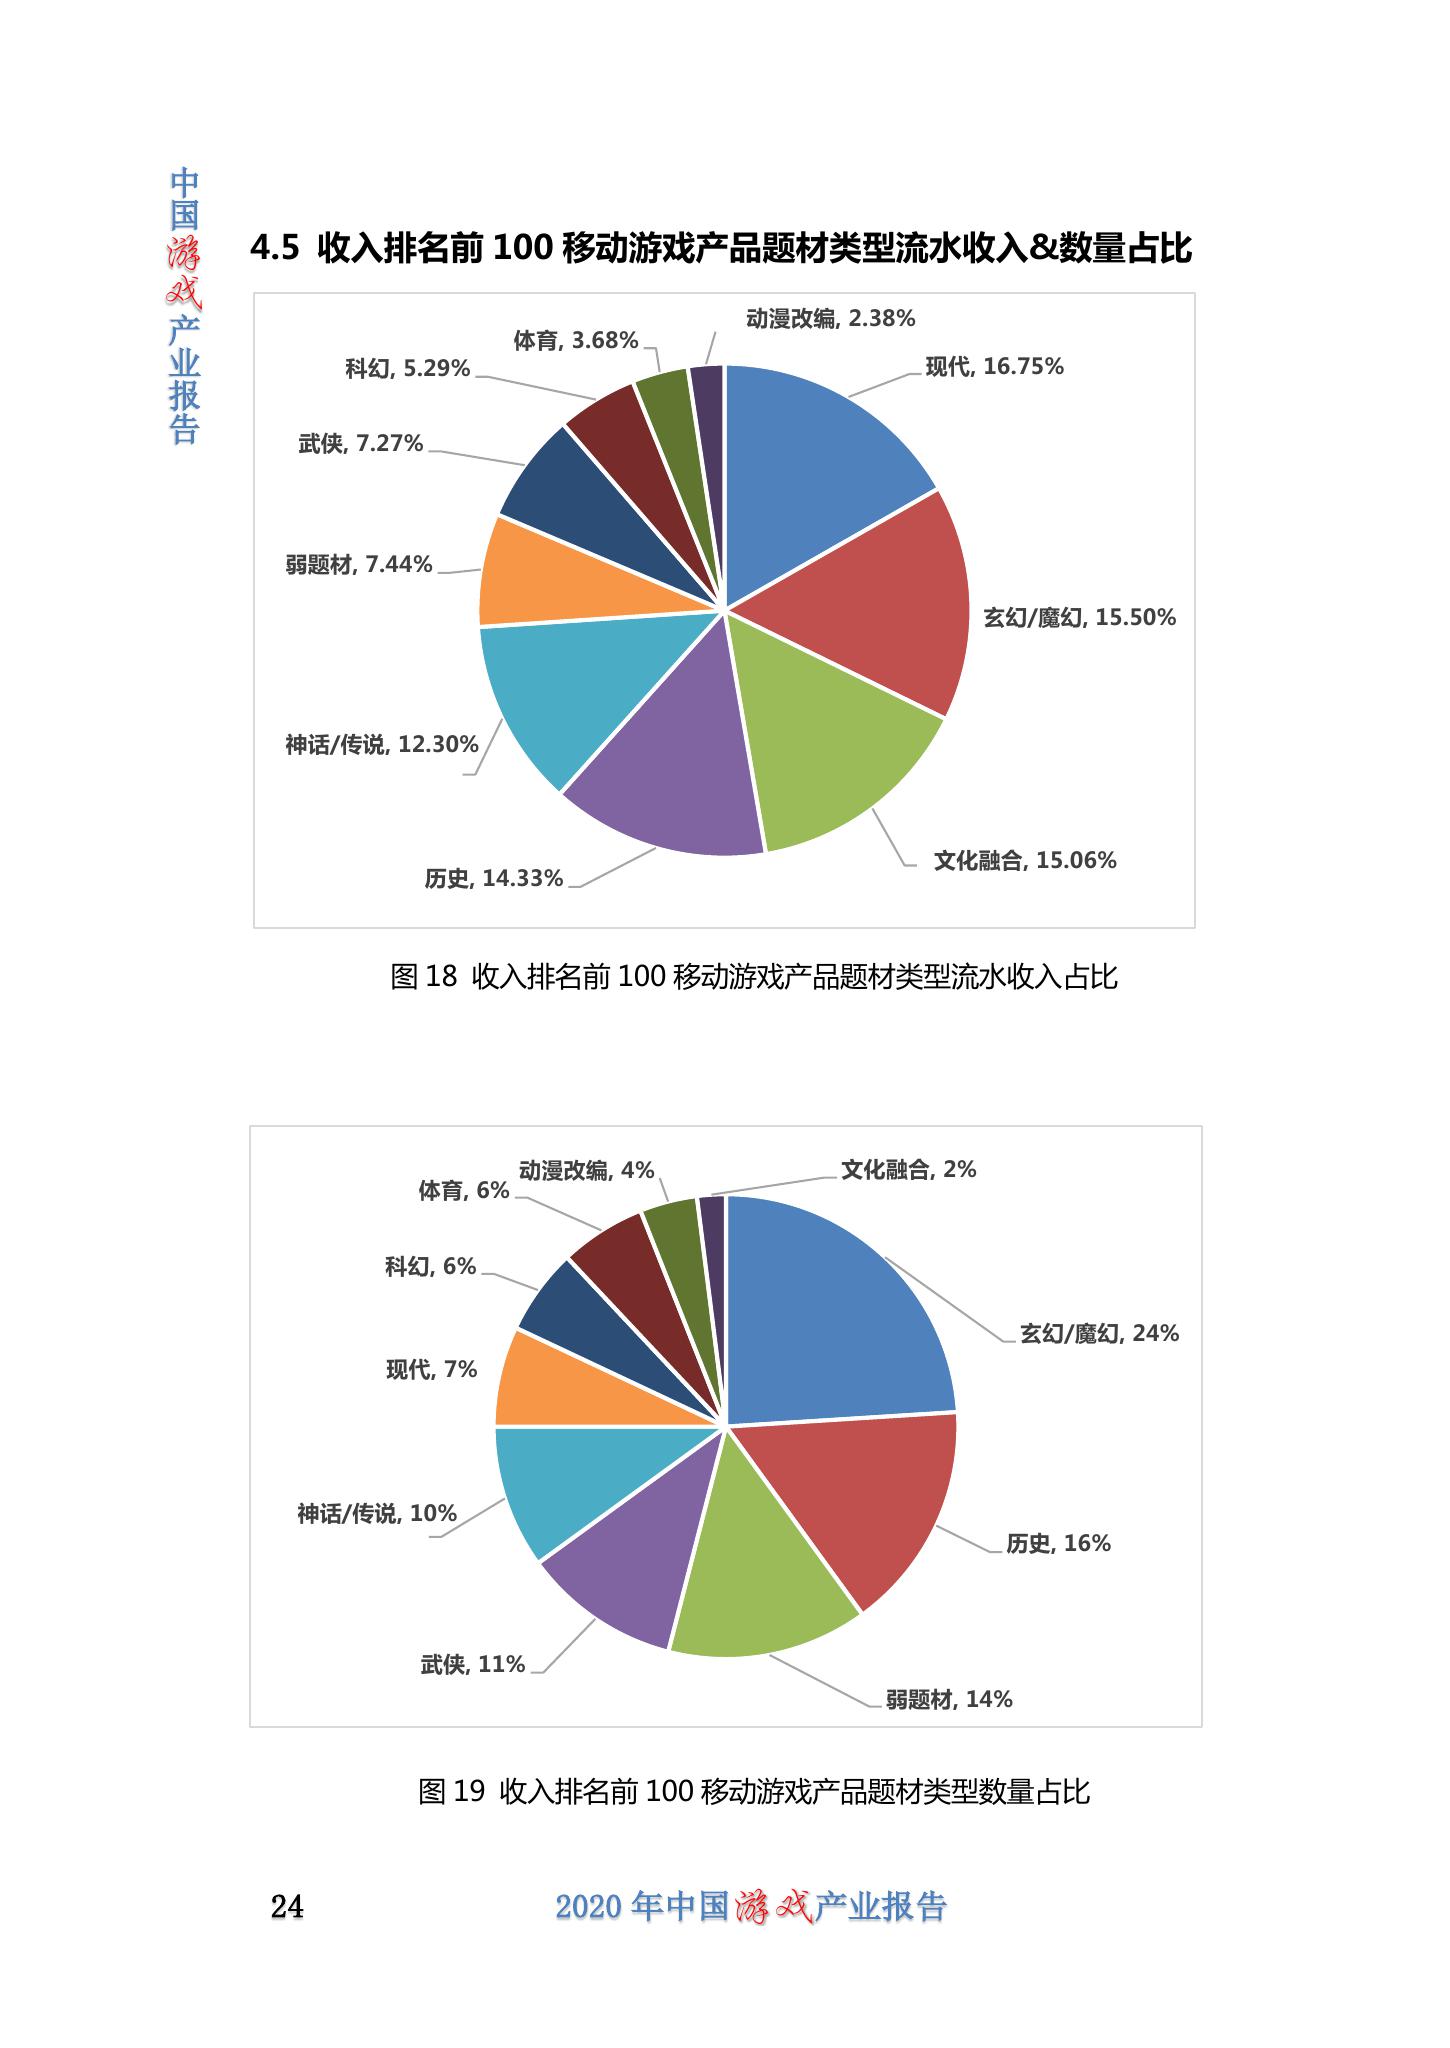 中国游戏产业报告
4.5 收入排名前 100 移动游戏产品题材类型流水收入&数量占比
动漫改编, 2.38%
体育, 3.68%
现代, 16.75%
科幻, 5.29%
武侠, 7.27%
弱题材, 7.44%
玄幻/魔幻, 15.50%
神话/传说, 12.30%
文化融合, 15.06%
历史, 14.33%
图 18 收入排名前 100 移动游戏产品题材类型流水收入占比
动漫改编, 4%
文化融合, 2%
体育, 6%
科幻, 6%
玄幻/魔幻, 24%
现代, 7%
神话/传说, 10%
历史, 16%
武侠, 11%
弱题材, 14%
图 19 收入排名前 100 移动游戏产品题材类型数量占比
24
2020 年中国游戏产业报告